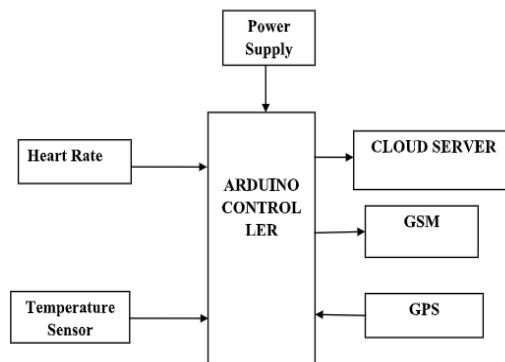 Power
Supply
Heart Rate
ARDUINO
CONTROL
LER
CLOUD SERVER
GSM
Temperature
Sensor
GPS